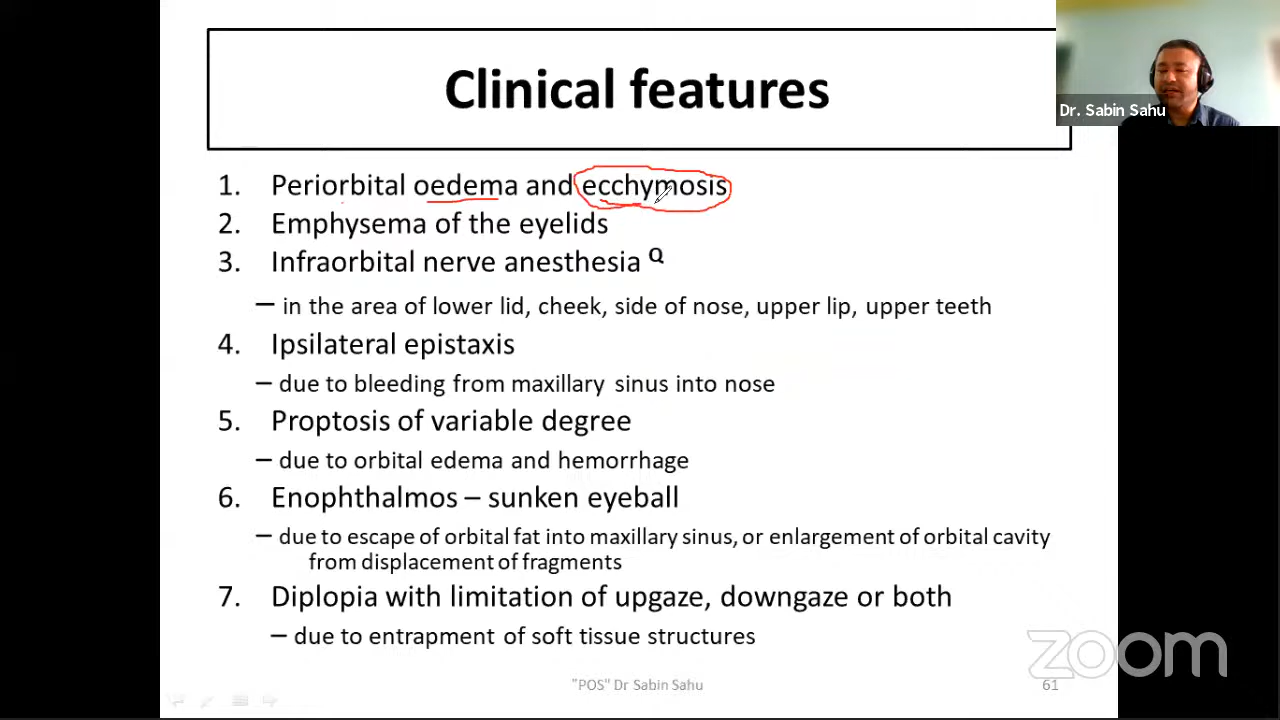 Clinical features
Dr. Sabin Sahu
1. Periorbital oedema and ecchymosis
2. Emphysema of the eyelids
3. Infraorbital nerve anesthesia Q
– in the area of lower lid, cheek, side of nose, upper lip, upper teeth
4. Ipsilateral epistaxis
– due to bleeding from maxillary sinus into nose
5. Proptosis of variable degree
– due to orbital edema and hemorrhage
6. Enophthalmos – sunken eyeball
– due to escape of orbital fat into maxillary sinus, or enlargement of orbital cavity
from displacement of fragments
7. Diplopia with limitation of upgaze, downgaze or both
– due to entrapment of soft tissue structures
zoom
"POS" Dr Sabin Sahu
61